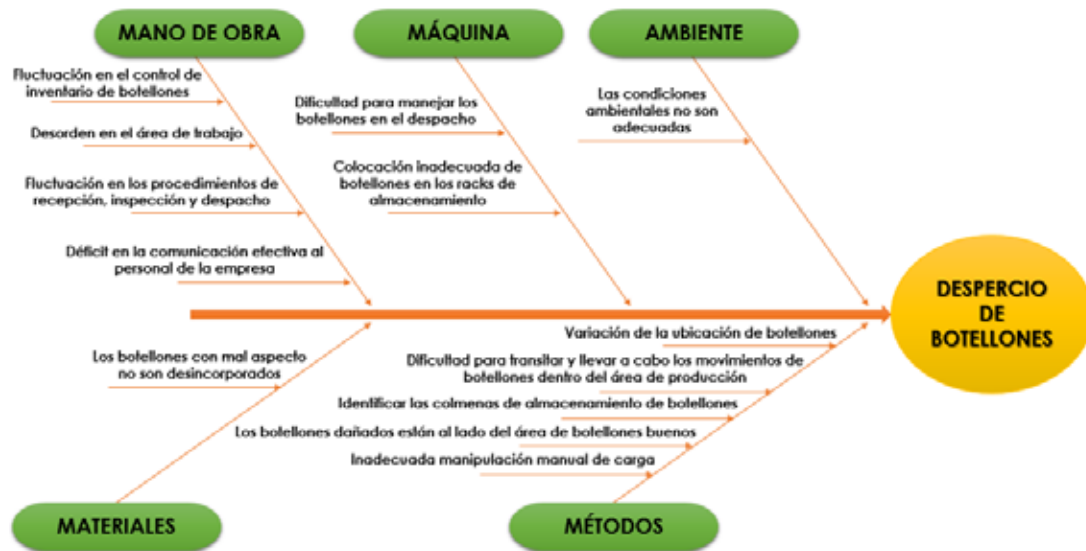 MANO DE OBRA
MÁQUINA
AMBIENTE
Fluctuación en el control de
inventario de botellones
Desorden en el área de trabajo
Fluctuación en los procedimientos de
recepción, inspección y despacho
Déficit en la comunicación efectiva al
personal de la empresa
Dificultad para manejar los
botellones en el despacho
Colocación inadecuada de
botellones en los racks de
almacenamiento
Las condiciones
ambientales no son
adecuadas
DESPERCIO
DE
BOTELLONES
Los botellones con mal aspecto
no son desincorporados
Variación de la ubicación de botellones
Dificultad para transitar y llevar a cabo los movimientos de
botellones dentro del área de producción
Identificar las colmenas de almacenamiento de botellones
Los botellones dañados están al lado del área de botellones buenos
Inadecuada manipulación manual de carga
MATERIALES
MÉTODOS